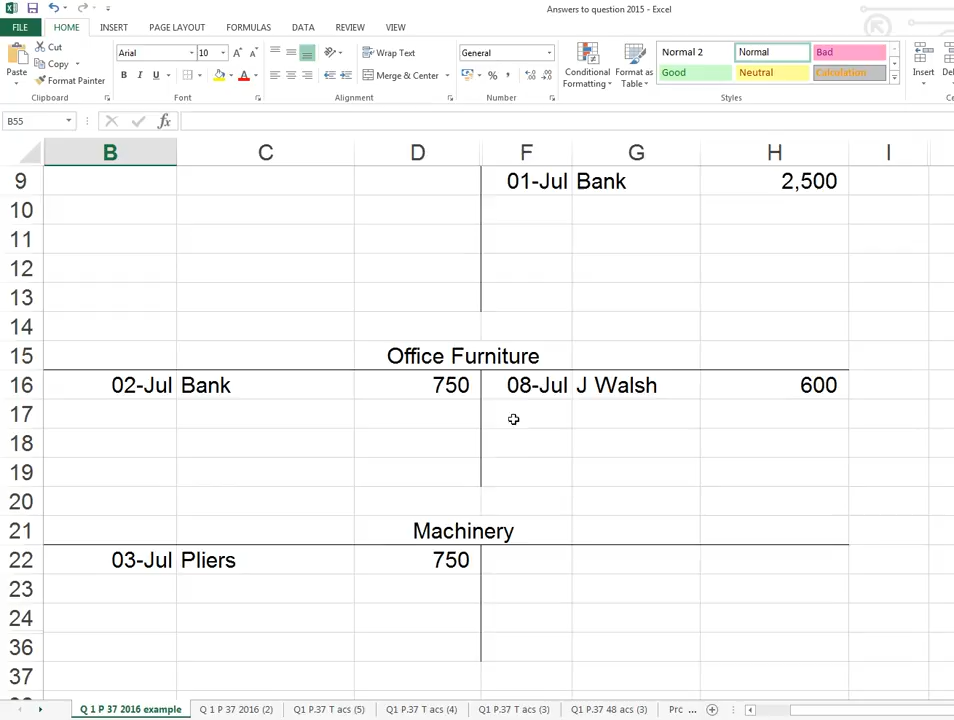 Answers to question 2015 - Excel
FILE HOME INSERT PAGE LAYOUT FORMULAS DATA REVIEW VIEW
Cut
Copy
Format Painter
Paste
Clipboard
Arial 10
B I U
Font
Wrap Text
Merge & Center
Alignment
General
Number
Conditional Formatting
Format as Table
Normal 2 Normal Bad
Good Neutral Calculation
Styles
Insert
B55
B C D F G H I
9 01-Jul Bank 2,500
10
11
12
13
14
15 Office Furniture
16 02-Jul Bank 750 08-Jul J Walsh 600
17
18
19
20
21 Machinery
22 03-Jul Pliers 750
23
24
36
37
Q 1 P 37 2016 example Q 1 P 37 2016 (2) Q1 P.37 T acs (5) Q1 P.37 T acs (4) Q1 P.37 T acs (3) Q1 P.37 48 acs (3) Prc ...